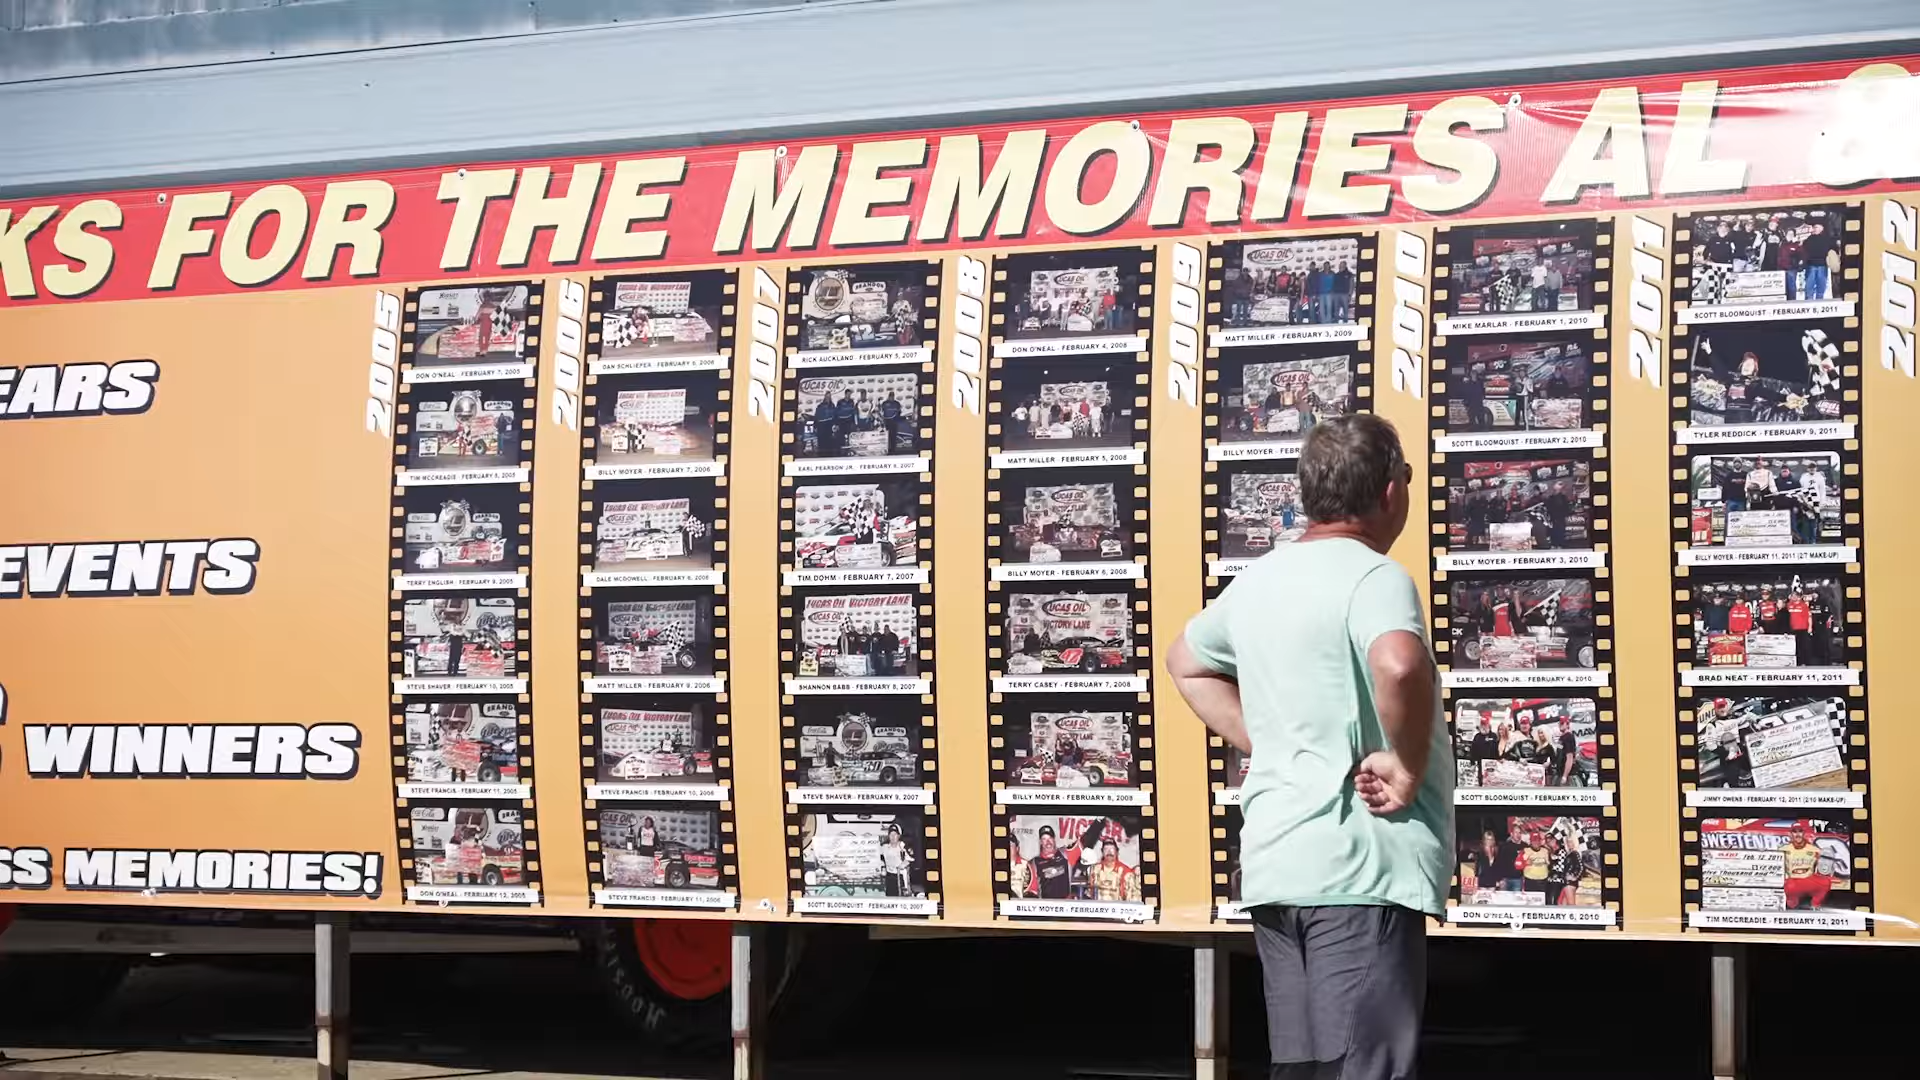 KS FOR THE MEMORIES AL &
EARS
EVENTS
WINNERS
SS MEMORIES!
2005
DON O'NEAL - FEBRUARY 7, 2005
TIM MCCREADIE - FEBRUARY 8, 2005
TERRY ENGLISH - FEBRUARY 9, 2005
STEVE SHAVER - FEBRUARY 10, 2005
STEVE FRANCIS - FEBRUARY 11, 2005
DON O'NEAL - FEBRUARY 12, 2005
2006
DAN SCHLIEPER - FEBRUARY 6, 2006
BILLY MOYER - FEBRUARY 7, 2006
DALE MCDOWELL - FEBRUARY 8, 2006
MATT MILLER - FEBRUARY 9, 2006
STEVE FRANCIS - FEBRUARY 10, 2006
STEVE FRANCIS - FEBRUARY 11, 2006
2007
RICK AUCKLAND - FEBRUARY 5, 2007
EARL PEARSON JR. - FEBRUARY 6, 2007
TIM DOHM - FEBRUARY 7, 2007
SHANNON BABB - FEBRUARY 8, 2007
STEVE SHAVER - FEBRUARY 9, 2007
SCOTT BLOOMQUIST - FEBRUARY 10, 2007
2008
DON O'NEAL - FEBRUARY 4, 2008
MATT MILLER - FEBRUARY 5, 2008
BILLY MOYER - FEBRUARY 6, 2008
TERRY CASEY - FEBRUARY 7, 2008
BILLY MOYER - FEBRUARY 8, 2008
BILLY MOYER - FEBRUARY 9,
2009
MATT MILLER - FEBRUARY 3, 2009
BILLY MOYER - FEBR
JOSH
JO
2010
MIKE MARLAR - FEBRUARY 1, 2010
SCOTT BLOOMQUIST - FEBRUARY 2, 2010
BILLY MOYER - FEBRUARY 3, 2010
EARL PEARSON JR. - FEBRUARY 4, 2010
SCOTT BLOOMQUIST - FEBRUARY 5, 2010
DON O'NEAL - FEBRUARY 6, 2010
2011
SCOTT BLOOMQUIST - FEBRUARY 8, 2011
TYLER REDDICK - FEBRUARY 9, 2011
BILLY MOYER - FEBRUARY 11, 2011 (2/7 MAKE-UP)
BRAD NEAT - FEBRUARY 11, 2011
JIMMY OWENS - FEBRUARY 12, 2011 (2/10 MAKE-UP)
TIM MCCREADIE - FEBRUARY 12, 2011
2012
HOOSIER